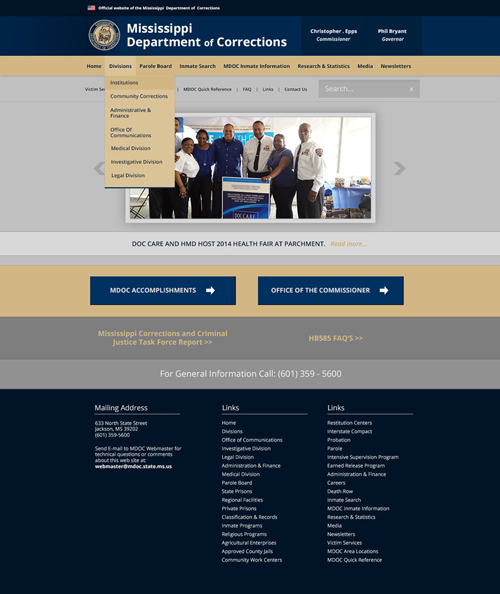 Official website of the Mississippi Department of Corrections
Mississippi
Department of Corrections
Christopher . Epps
Commissioner
Phil Bryant
Governor
Home Divisions Parole Board Inmate Search MDOC Inmate Information Research & Statistics Media Newsletters
Institutions
Community Corrections
Administrative &
Finance
Office Of
Communications
Medical Division
Investigative Division
Legal Division
Victim Se | MDOC Quick Reference | FAQ | Links | Contact Us
Search... x
DOC CARE
DOC CARE AND HMD HOST 2014 HEALTH FAIR AT PARCHMENT. Read more...
MDOC ACCOMPLISHMENTS
OFFICE OF THE COMMISSIONER
Mississippi Corrections and Criminal
Justice Task Force Report >>
HB585 FAQ'S >>
For General Information Call: (601) 359 - 5600
Mailing Address
633 North State Street
Jackson, MS 39202
(601) 359-5600
Send E-mail to MDOC Webmaster for
technical questions or comments
about this web site at:
webmaster@mdoc.state.ms.us
Links
Home
Divisions
Office of Communications
Investigative Division
Legal Division
Administration & Finance
Medical Division
Parole Board
State Prisons
Regional Facilities
Private Prisons
Classification & Records
Inmate Programs
Religious Programs
Agricultural Enterprises
Approved County Jails
Community Work Centers
Links
Restitution Centers
Interstate Compact
Probation
Parole
Intensive Supervision Program
Earned Release Program
Administration & Finance
Careers
Death Row
Inmate Search
MDOC Inmate Information
Research & Statistics
Media
Newsletters
Victim Services
MDOC Area Locations
MDOC Quick Reference